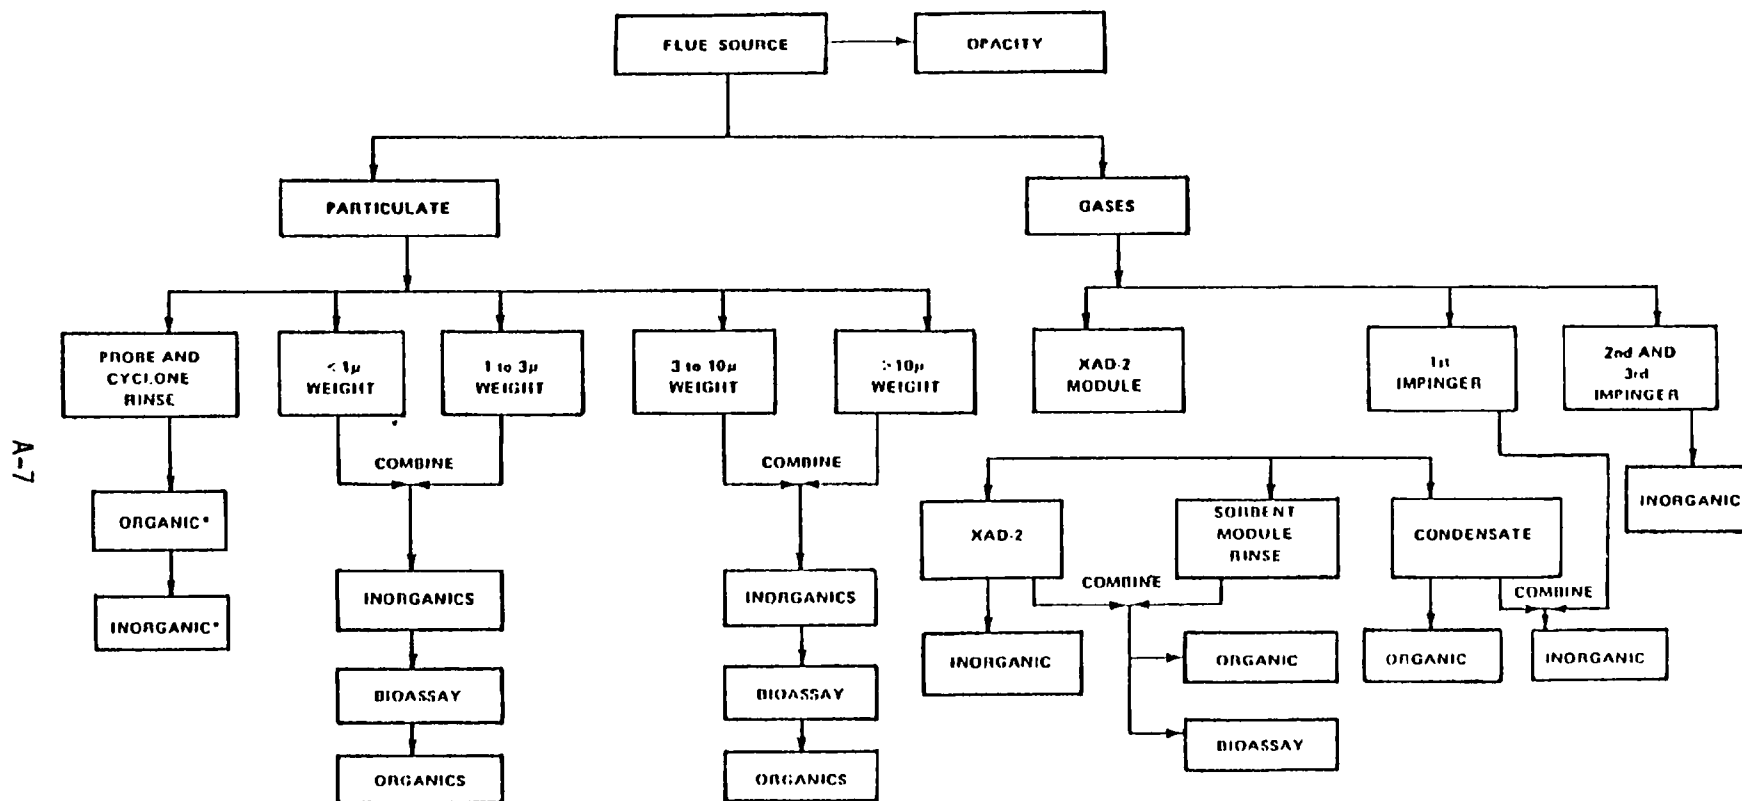 FLUE SOURCE
OPACITY
PARTICULATE
GASES
PROBE AND
CYCLONE
RINSE
< 1μ
WEIGHT
1 to 3μ
WEIGHT
3 to 10μ
WEIGHT
>10μ
WEIGHT
XAD-2
MODULE
1st
IMPINGER
2nd AND
3rd
IMPINGER
COMBINE
COMBINE
A-7
ORGANIC*
INORGANIC*
XAD-2
SORBENT
MODULE
RINSE
CONDENSATE
INORGANIC
COMBINE
COMBINE
INORGANICS
INORGANICS
INORGANIC
ORGANIC
ORGANIC
INORGANIC
BIOASSAY
BIOASSAY
BIOASSAY
ORGANICS
ORGANICS